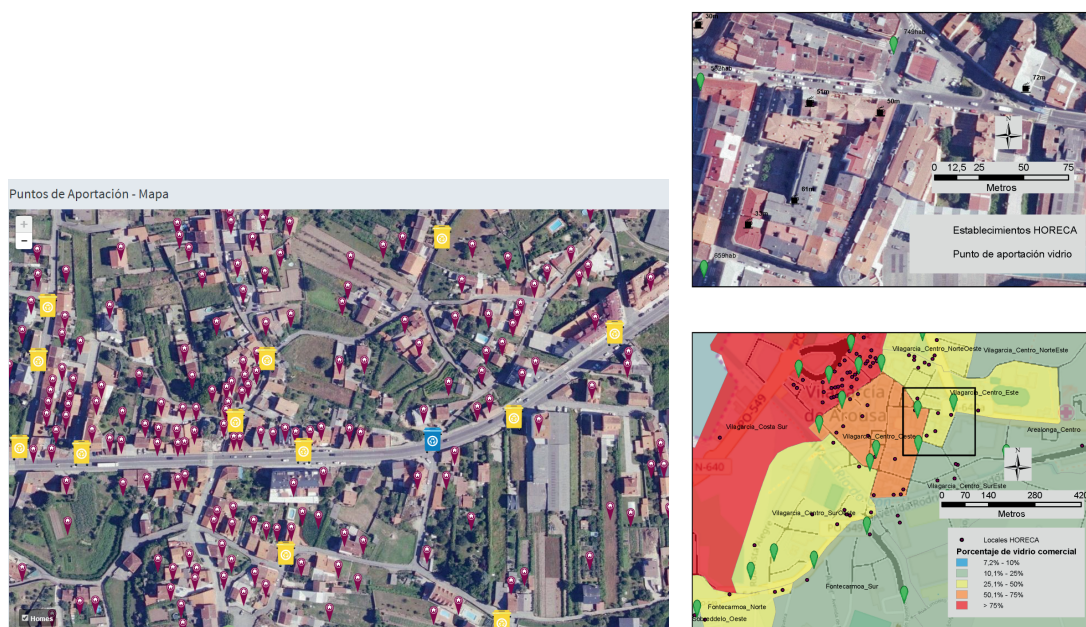 Puntos de Aportación - Mapa
+
−
Homes
30m
749hab
72m
51m
50m
61m
33m
659hab
N
0 12,5 25 50 75
Metros
Establecimientos HORECA
Punto de aportación vidrio
Vilagarcia_Centro_NorteOeste
Vilagarcia_Centro_NorteEste
Vilagarcia_Centro_Este
Vilagarcia_Costa Sur
Vilagarcia_Centro_Oeste
Arealonga_Centro
N-640
Vilagarcia_Centro_SurEste
N
0 70 140 280 420
Metros
Vilagarcia_Centro_SurOeste
Locales HORECA
Porcentaje de vidrio comercial
7,2% - 10%
10,1% - 25%
25,1% - 50%
50,1% - 75%
> 75%
Fontecarmoa_Sur
Fontecarmoa_Norte